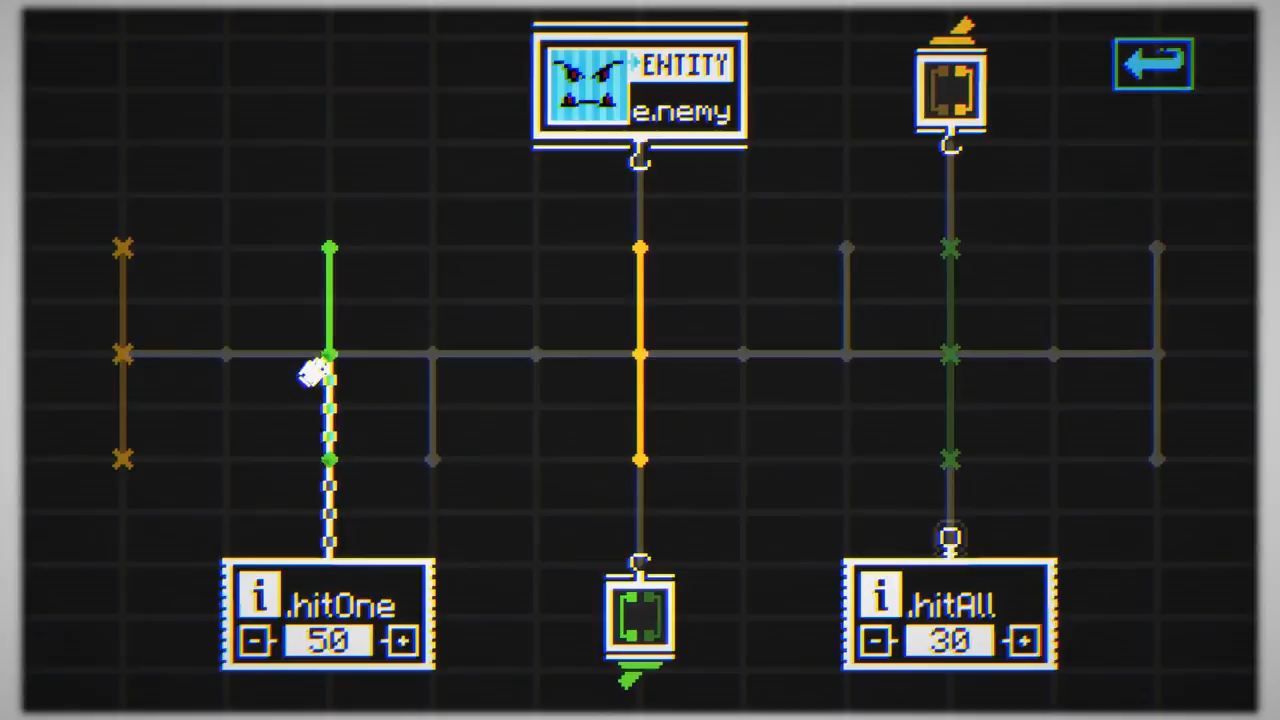 ENTITY
e.nemy
i .hitOne
- 50 +
i .hitAll
- 30 +